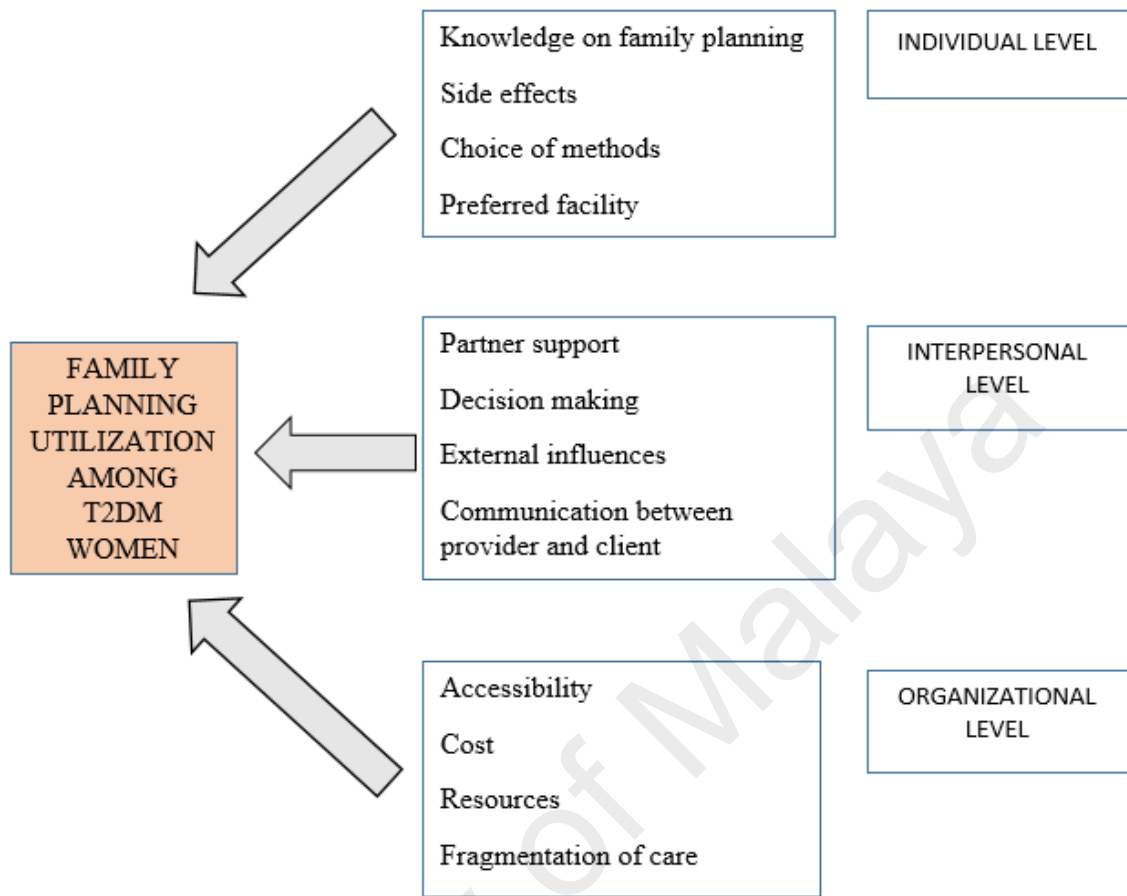 Knowledge on family planning
Side effects
Choice of methods
Preferred facility
INDIVIDUAL LEVEL
FAMILY
PLANNING
UTILIZATION
AMONG
T2DM
WOMEN
Partner support
Decision making
External influences
Communication between
provider and client
INTERPERSONAL
LEVEL
Accessibility
Cost
Resources
Fragmentation of care
ORGANIZATIONAL
LEVEL
of Malaya